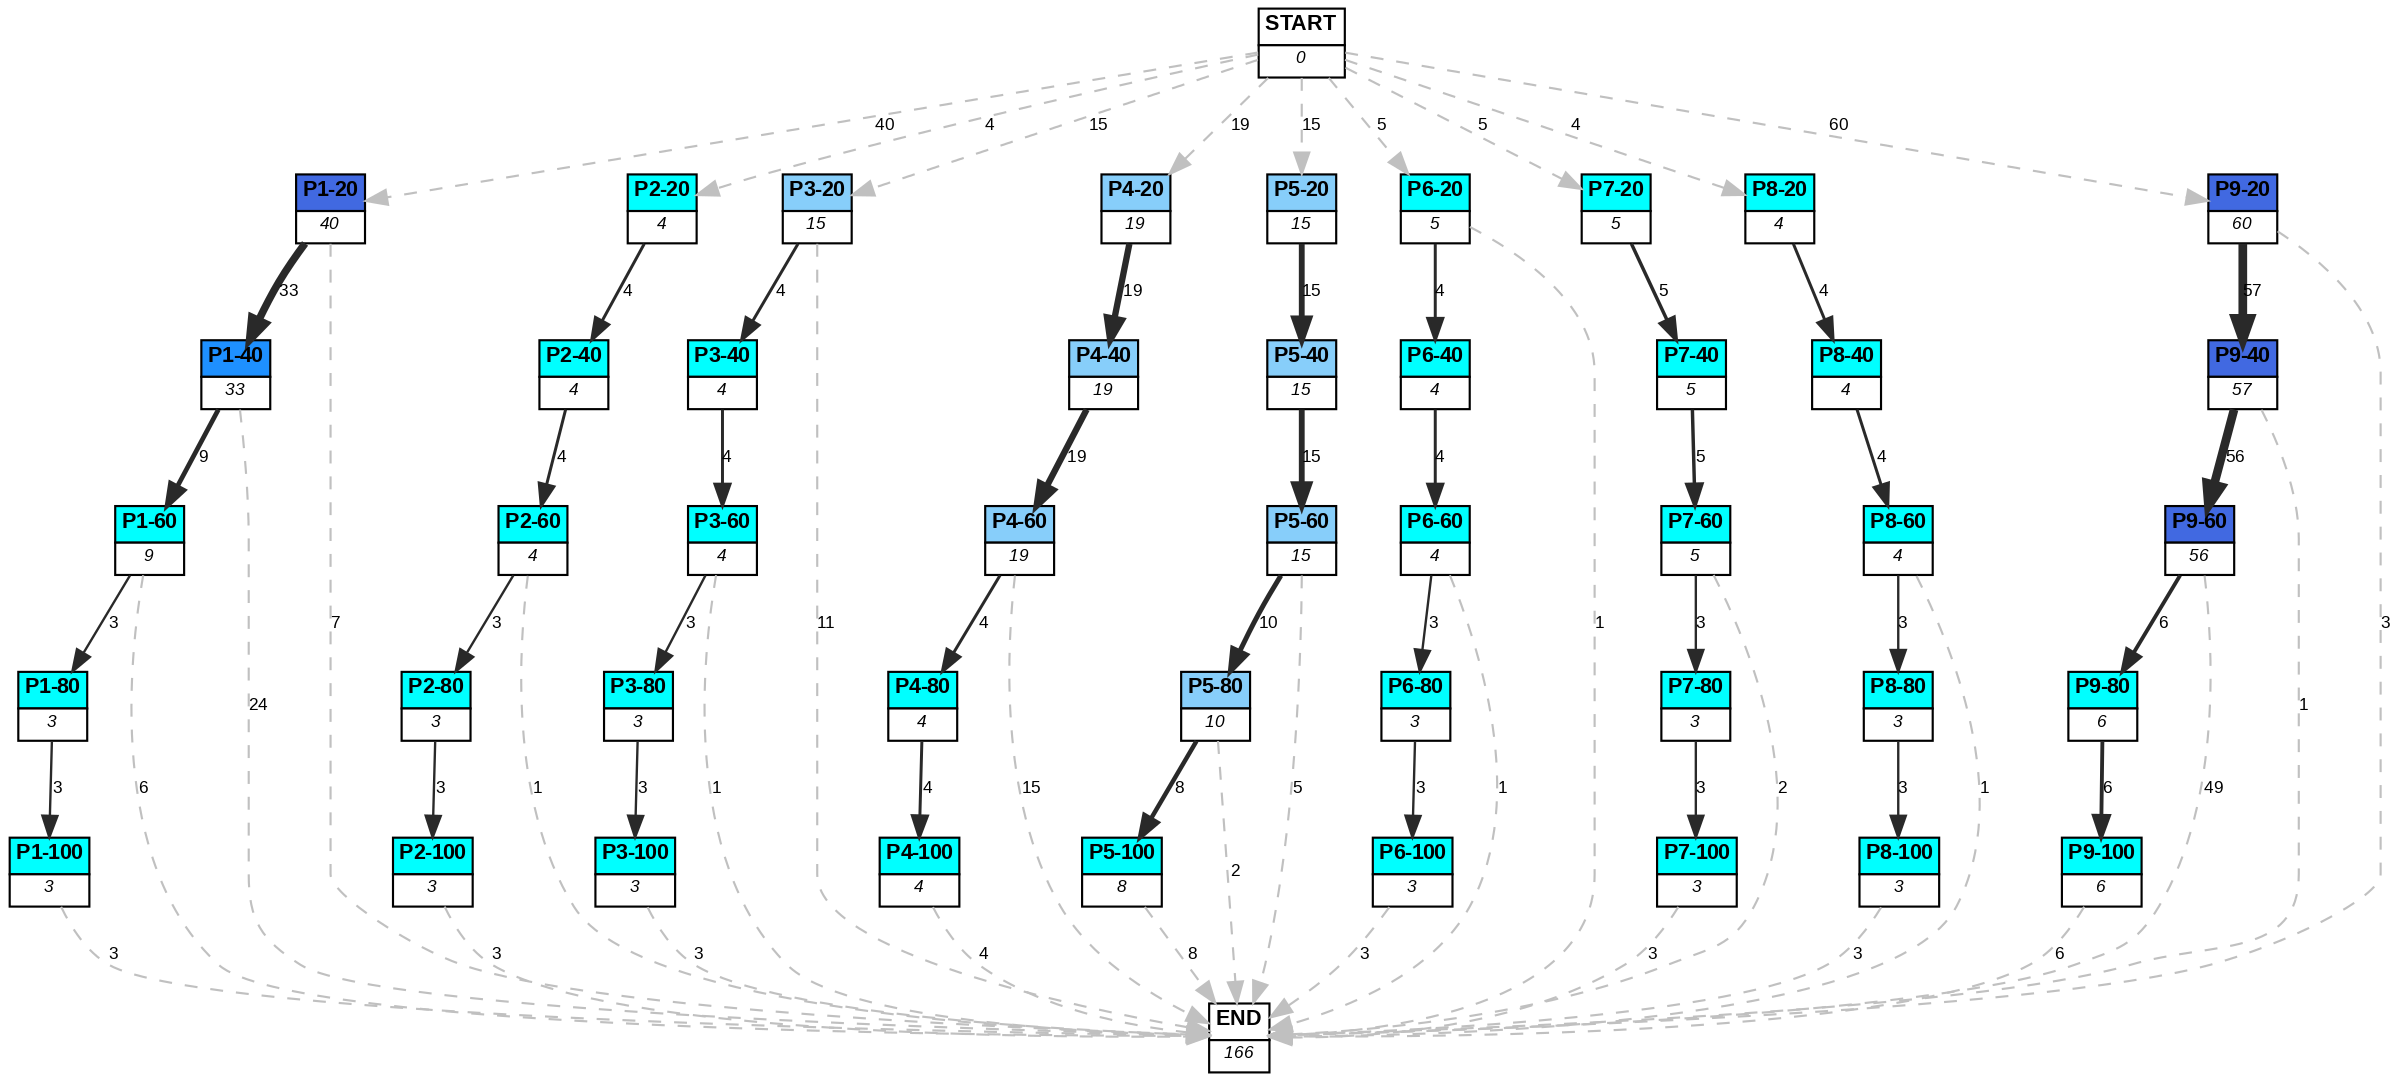 START
0
40
4
15
19
15
5
5
4
60
P1-20
40
P2-20
4
P3-20
15
P4-20
19
P5-20
15
P6-20
5
P7-20
5
P8-20
4
P9-20
60
33
4
4
19
15
4
5
4
57
P1-40
33
P2-40
4
P3-40
4
P4-40
19
P5-40
15
P6-40
4
P7-40
5
P8-40
4
P9-40
57
9
4
4
19
15
4
5
4
56
P1-60
9
P2-60
4
P3-60
4
P4-60
19
P5-60
15
P6-60
4
P7-60
5
P8-60
4
P9-60
56
3
7
3
3
11
4
10
3
1
3
3
6
3
P1-80
3
24
P2-80
3
P3-80
3
P4-80
4
P5-80
10
P6-80
3
P7-80
3
P8-80
3
P9-80
6
1
3
6
3
1
3
1
4
15
8
5
3
1
3
2
3
1
6
49
P1-100
3
P2-100
3
P3-100
3
P4-100
4
P5-100
8
2
P6-100
3
P7-100
3
P8-100
3
P9-100
6
3
3
3
4
8
3
3
3
6
END
166